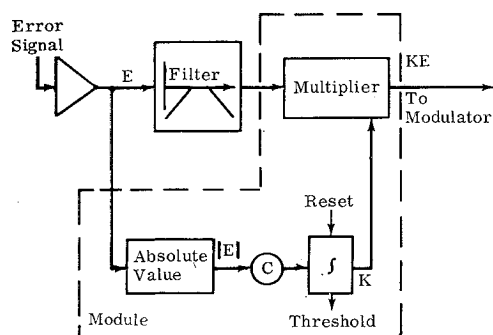 Error
Signal
E
Filter
Multiplier
KE
To
Modulator
Reset
Absolute
Value
|E|
C
∫
K
Module
Threshold